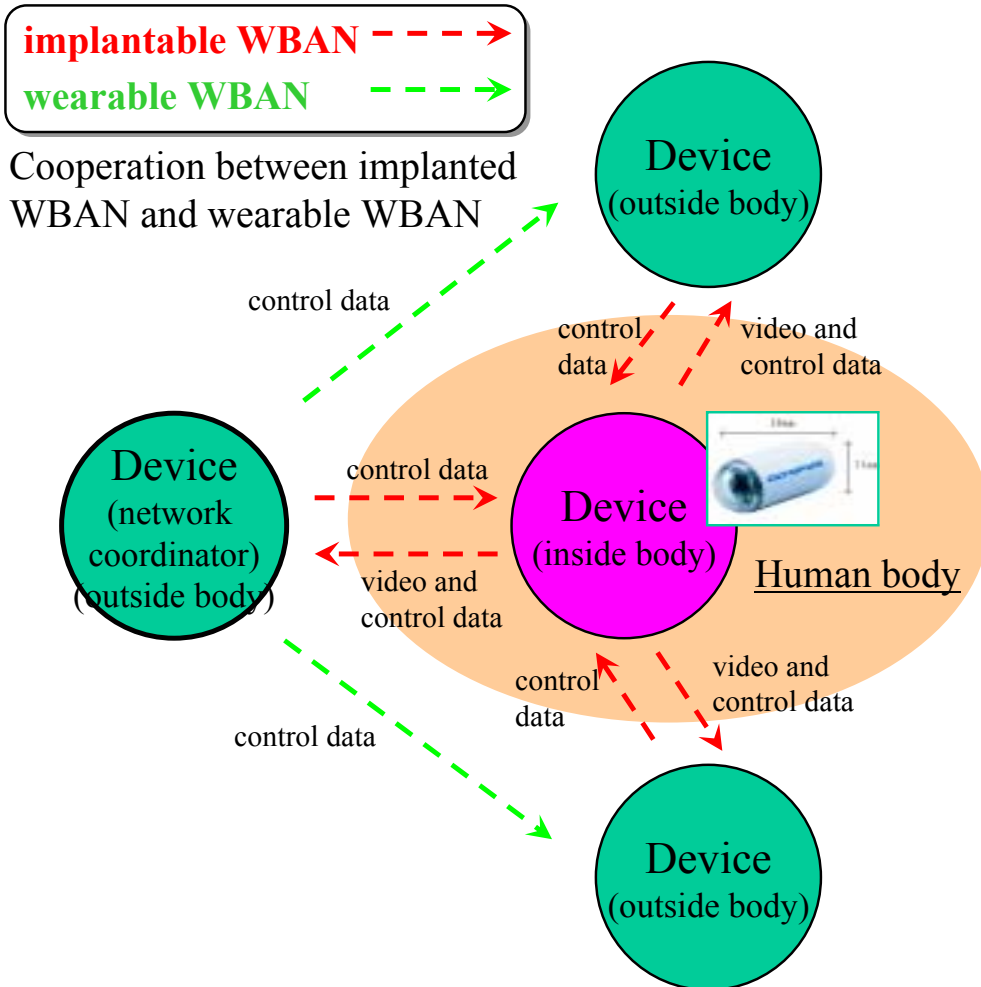 implantable WBAN
wearable WBAN
Cooperation between implanted
WBAN and wearable WBAN
Device
(outside body)
control data
control
data
video and
control data
Device
(network
coordinator)
(outside body)
control data
video and
control data
Device
(inside body)
Human body
control
data
video and
control data
control data
Device
(outside body)